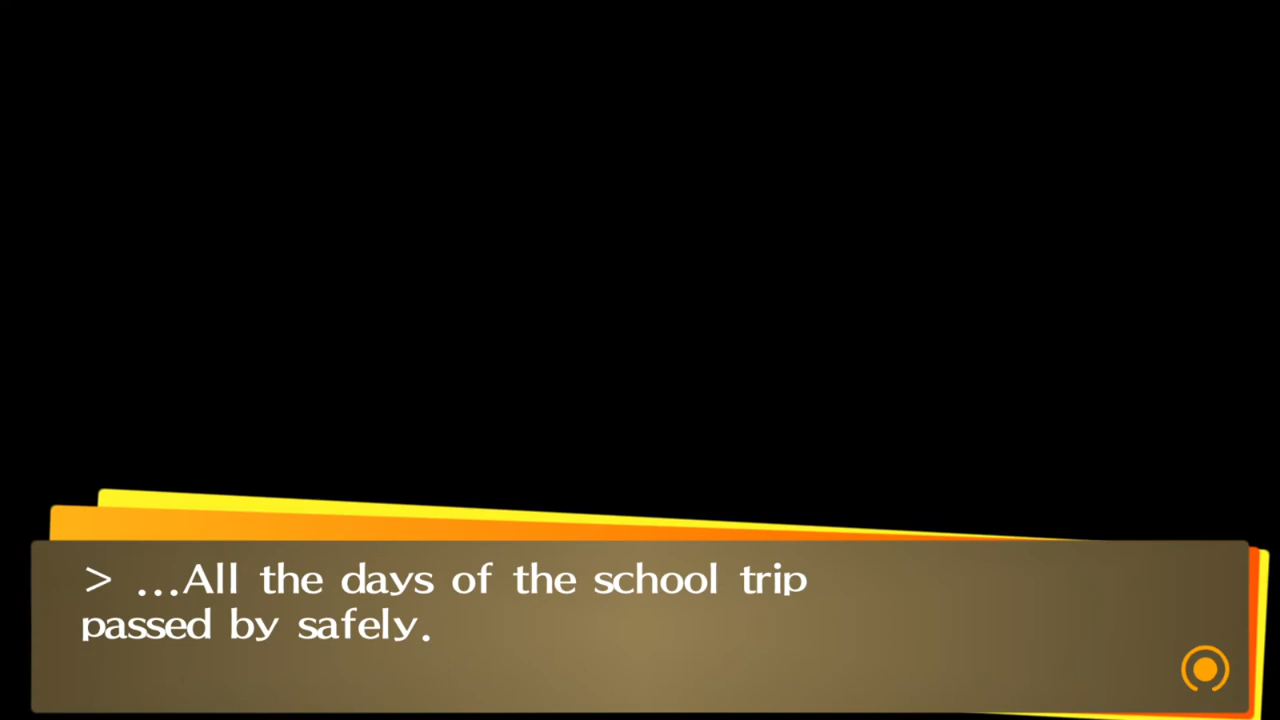 > ...All the days of the school trip
passed by safely.